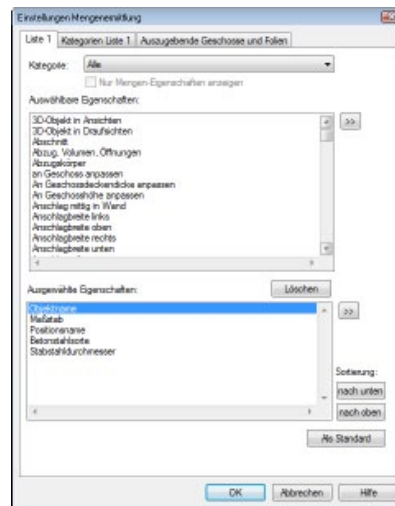 Einstellungen Mengenermittlung
Liste 1 Kategorien Liste 1 Auszugebende Geschosse und Folien
Kategorie: Alle
Nur Mengen-Eigenschaften anzeigen
Auswählbare Eigenschaften:
3D-Objekt in Ansichten
3D-Objekt in Draufsichten
Abschnitt
Abzug, Volumen, Öffnungen
Abzugskörper
an Geschoss anpassen
An Geschossdeckendicke anpassen
An Geschosshöhe anpassen
Anschlag mittig in Wand
Anschlagbreite links
Anschlagbreite oben
Anschlagbreite rechts
Anschlagbreite unten
>>
Ausgewählte Eigenschaften:
Löschen
Objektname
Maßstab
Positionsname
Betonstahlsorte
Stabstahldurchmesser
>>
Sortierung:
nach unten
nach oben
Als Standard
OK Abbrechen Hilfe